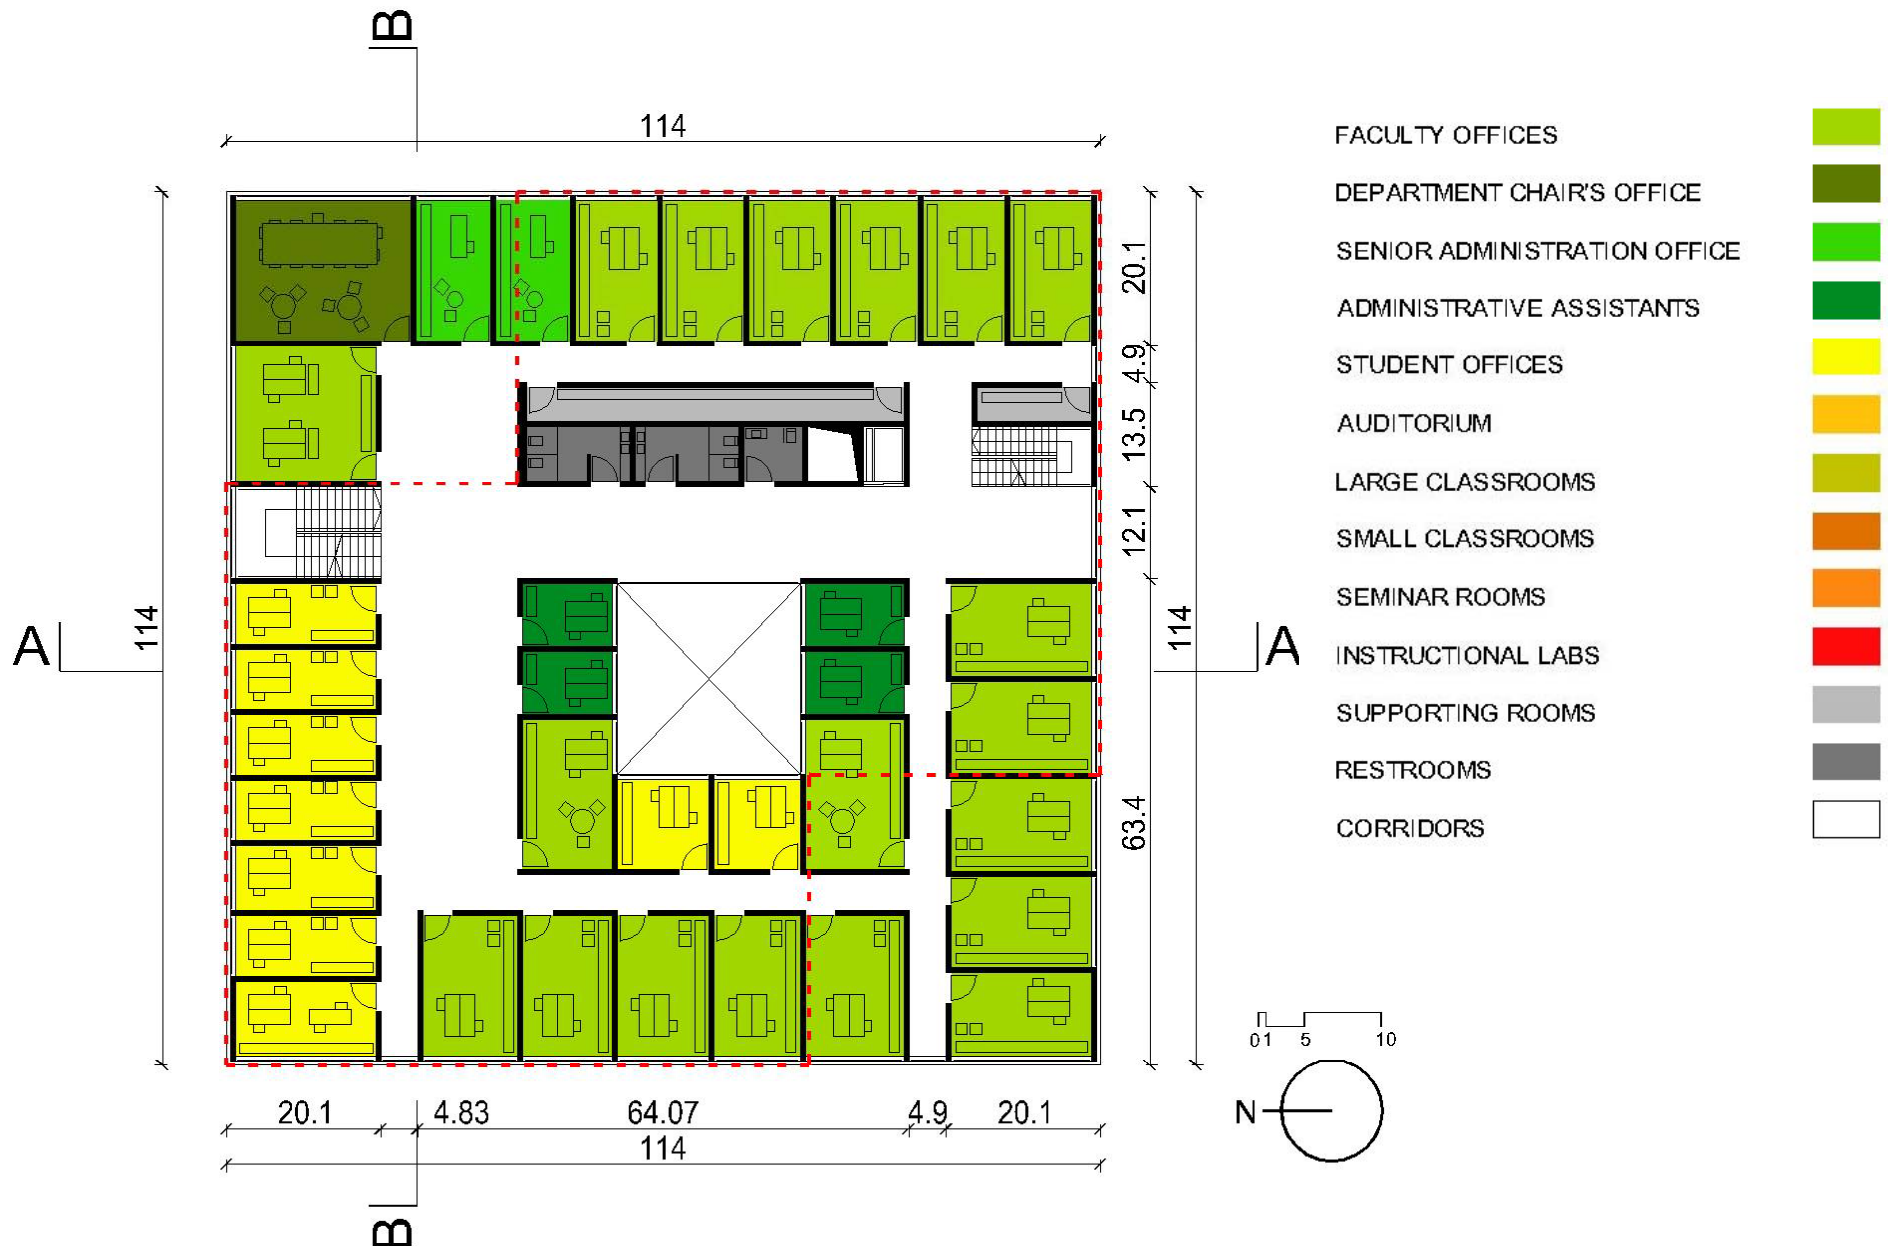 B
114
FACULTY OFFICES
DEPARTMENT CHAIR'S OFFICE
SENIOR ADMINISTRATION OFFICE
ADMINISTRATIVE ASSISTANTS
STUDENT OFFICES
AUDITORIUM
LARGE CLASSROOMS
SMALL CLASSROOMS
SEMINAR ROOMS
INSTRUCTIONAL LABS
SUPPORTING ROOMS
RESTROOMS
CORRIDORS
20.1
4.9
13.5
12.1
63.4
114
114
A
A
01 5 10
N
20.1 4.83 64.07 4.9 20.1
114
B